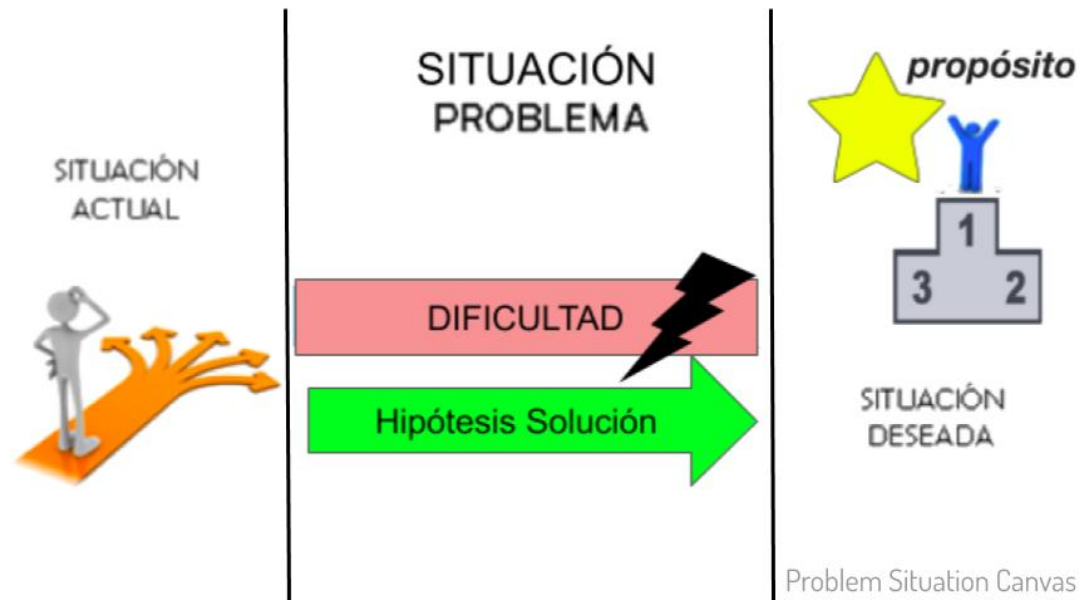 SITUACIÓN
ACTUAL
SITUACIÓN
PROBLEMA
DIFICULTAD
Hipótesis Solución
propósito
1
3
2
SITUACIÓN
DESEADA
Problem Situation Canvas